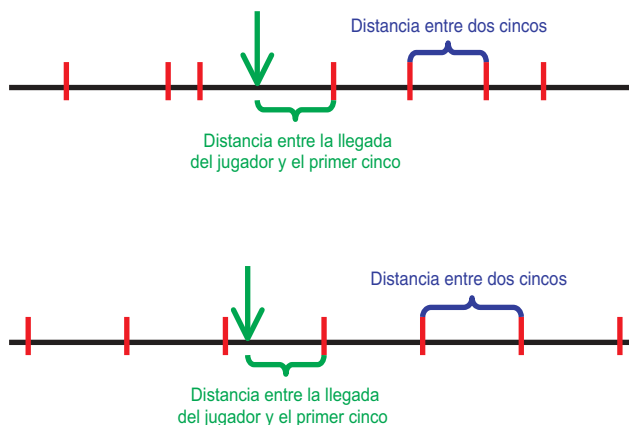 Distancia entre dos cincos
Distancia entre la llegada
del jugador y el primer cinco
Distancia entre dos cincos
Distancia entre la llegada
del jugador y el primer cinco